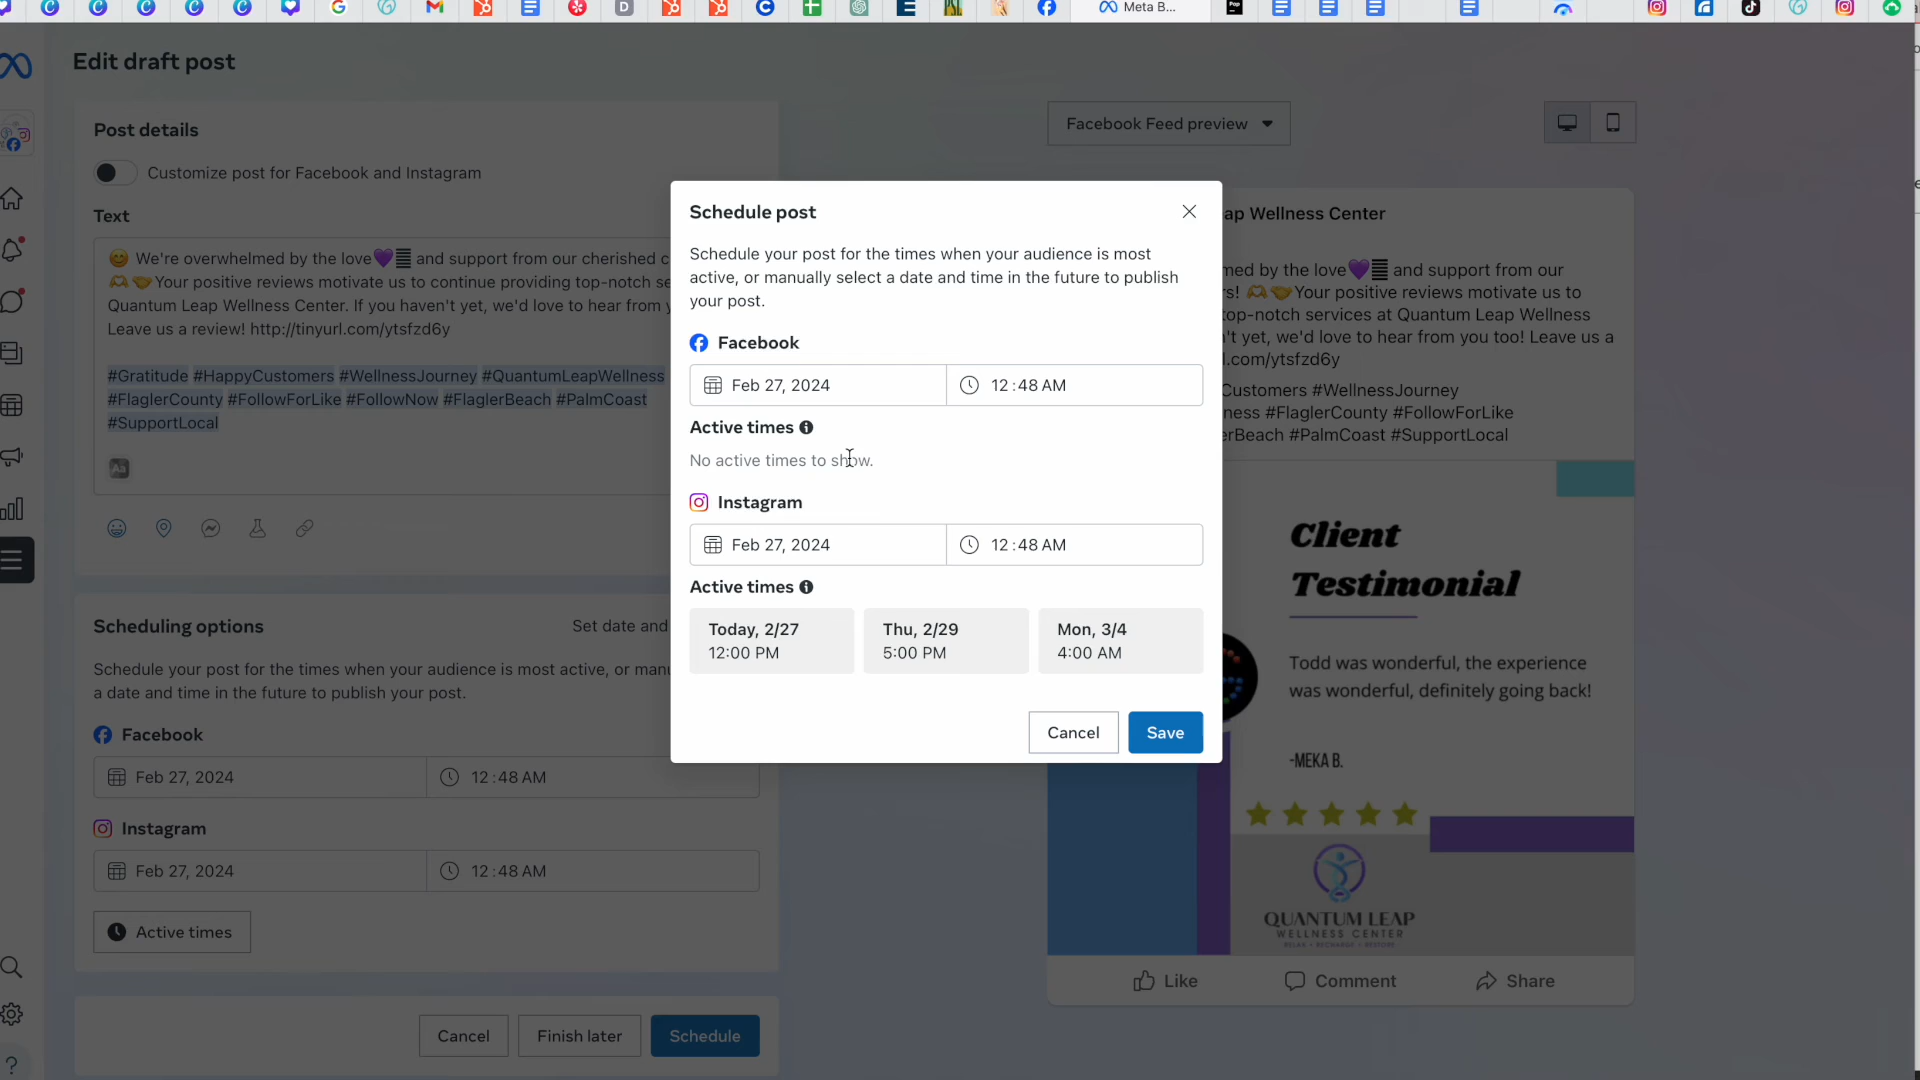 Meta B...
Edit draft post
Post details
Customize post for Facebook and Instagram
Text
😊 We're overwhelmed by the love💜 and support from our cherished c
🫶🤝Your positive reviews motivate us to continue providing top-notch se
Quantum Leap Wellness Center. If you haven't yet, we'd love to hear from y
Leave us a review! http://tinyurl.com/ytsfzd6y
#Gratitude #HappyCustomers #WellnessJourney #QuantumLeapWellness
#FlaglerCounty #FollowForLike #FollowNow #FlaglerBeach #PalmCoast
#SupportLocal
Aa
Scheduling options
Set date and
Schedule your post for the times when your audience is most active, or manu
a date and time in the future to publish your post.
Facebook
Feb 27, 2024
12:48 AM
Instagram
Feb 27, 2024
12:48 AM
Active times
Cancel
Finish later
Schedule
Schedule post
Schedule your post for the times when your audience is most
active, or manually select a date and time in the future to publish
your post.
Facebook
Feb 27, 2024
12:48 AM
Active times
No active times to show.
Instagram
Feb 27, 2024
12:48 AM
Active times
Today, 2/27
12:00 PM
Thu, 2/29
5:00 PM
Mon, 3/4
4:00 AM
Cancel
Save
Facebook Feed preview
ap Wellness Center
med by the love💜 and support from our
s! 🫶🤝Your positive reviews motivate us to
top-notch services at Quantum Leap Wellness
't yet, we'd love to hear from you too! Leave us a
l.com/ytsfzd6y
Customers #WellnessJourney
ness #FlaglerCounty #FollowForLike
erBeach #PalmCoast #SupportLocal
Client
Testimonial
Todd was wonderful, the experience
was wonderful, definitely going back!
-MEKA B.
QUANTUM LEAP
WELLNESS CENTER
RELAX • RECHARGE • RESTORE
Like
Comment
Share